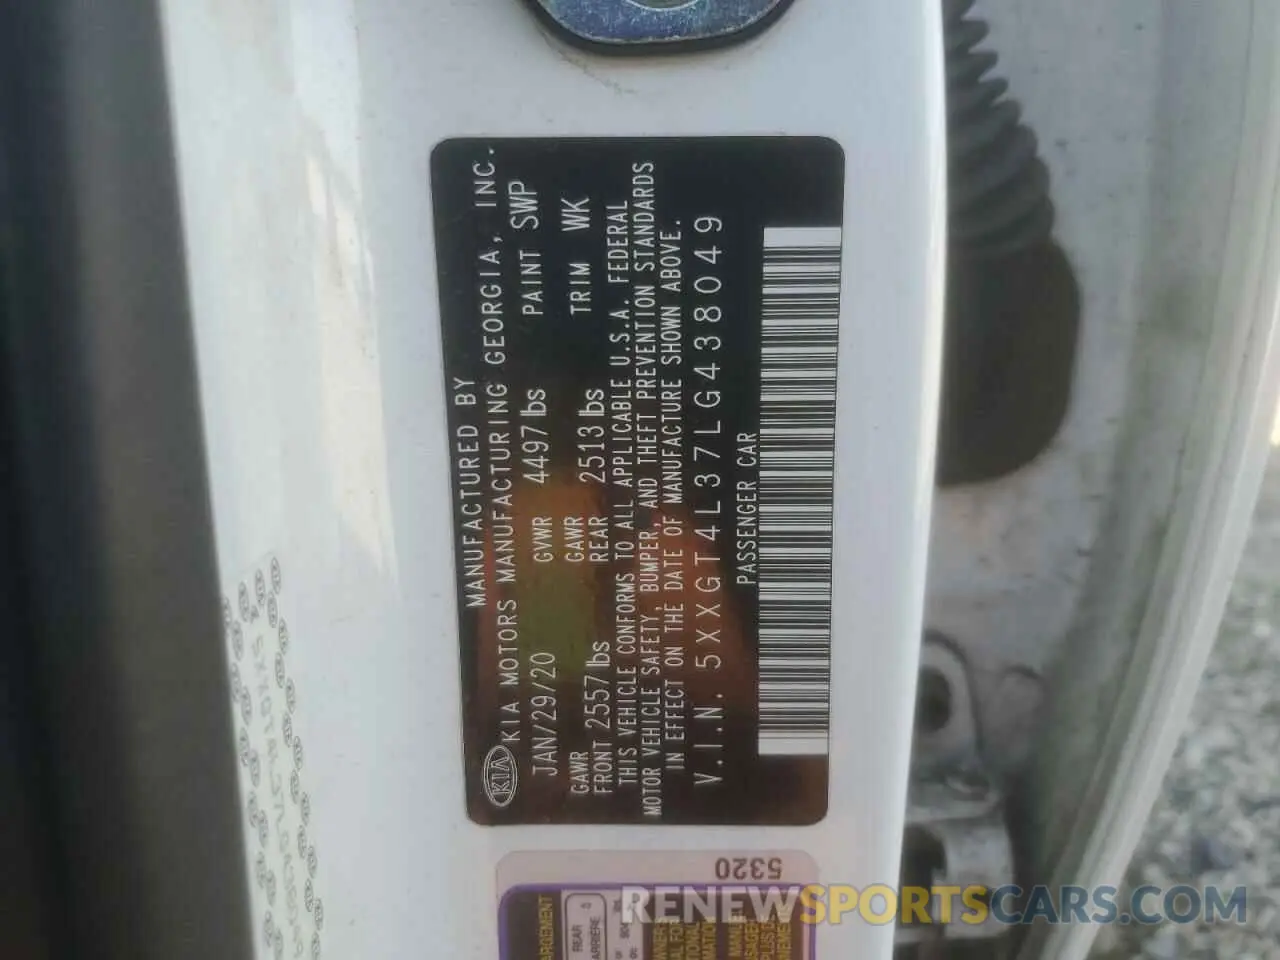 MANUFACTURED BY
KIA KIA MOTORS MANUFACTURING GEORGIA, INC.
JAN/29/20 GVWR 4497 lbs PAINT SWP
GAWR FRONT 2557 lbs GAWR REAR 2513 lbs TRIM WK
THIS VEHICLE CONFORMS TO ALL APPLICABLE U.S.A. FEDERAL
MOTOR VEHICLE SAFETY, BUMPER, AND THEFT PREVENTION STANDARDS
IN EFFECT ON THE DATE OF MANUFACTURE SHOWN ABOVE.
V.I.N. 5XXGT4L37LG438049
PASSENGER CAR
5320
REAR
ARRIÈRE
RENEWSPORTSCARS.COM